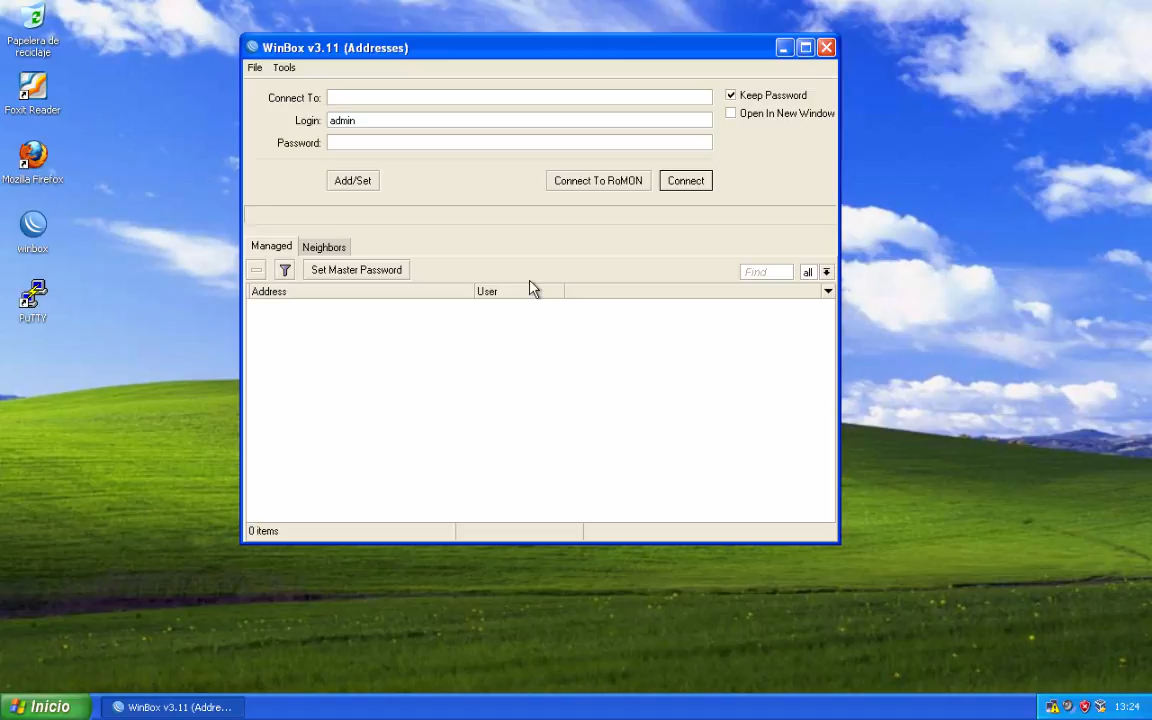 Papelera de
reciclaje
Foxit Reader
Mozilla Firefox
winbox
PuTTY
WinBox v3.11 (Addresses)
File Tools
Connect To:
Keep Password
Login: admin
Open In New Window
Password:
Add/Set Connect To RoMON Connect
Managed Neighbors
Set Master Password Find all
Address User
0 items
Inicio WinBox v3.11 (Addre... 13:24